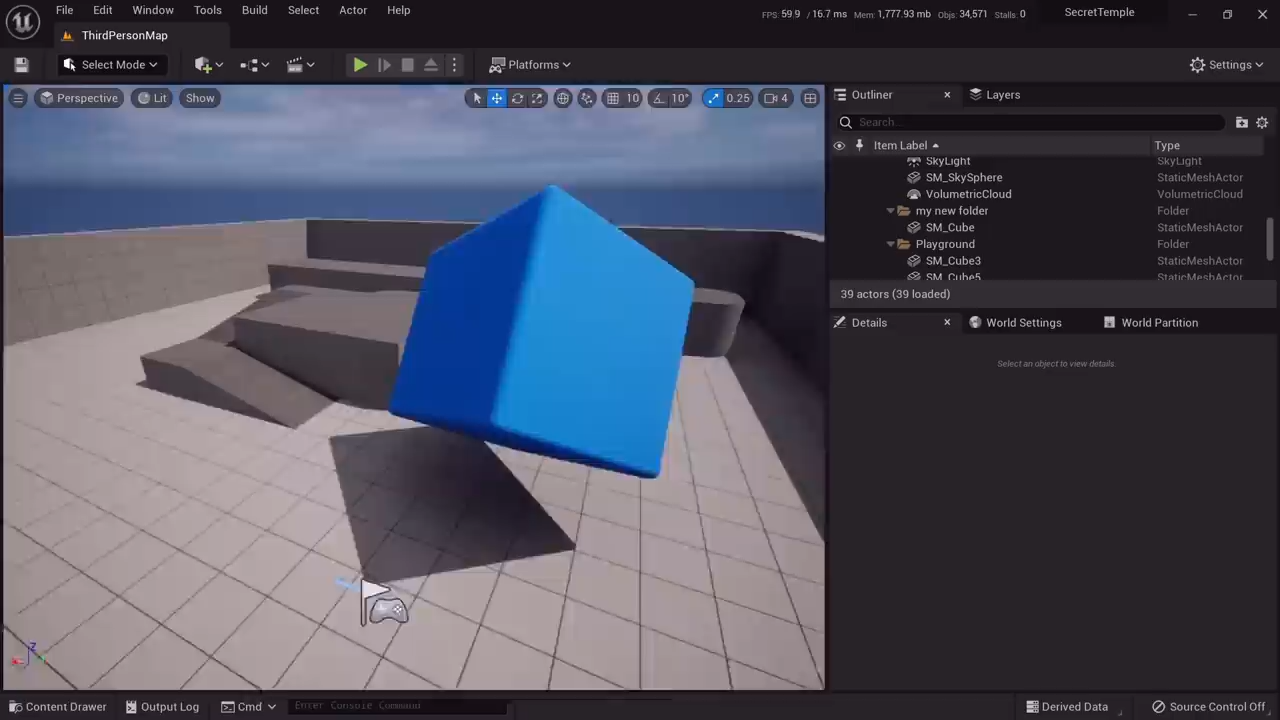 File Edit Window Tools Build Select Actor Help
FPS: 59.9 / 16.7 ms Mem: 1,777.93 mb Objs: 34,571 Stalls: 0 SecretTemple
ThirdPersonMap
Select Mode Platforms Settings
Perspective Lit Show 10 10° 0.25 4
Outliner Layers
Search...
Item Label Type
SkyLight SkyLight
SM_SkySphere StaticMeshActor
VolumetricCloud VolumetricCloud
my new folder Folder
SM_Cube StaticMeshActor
Playground Folder
SM_Cube3 StaticMeshActor
SM_Cube5 StaticMeshActor
39 actors (39 loaded)
Details World Settings World Partition
Select an object to view details.
Z
Content Drawer Output Log Cmd Enter Console Command Derived Data Source Control Off